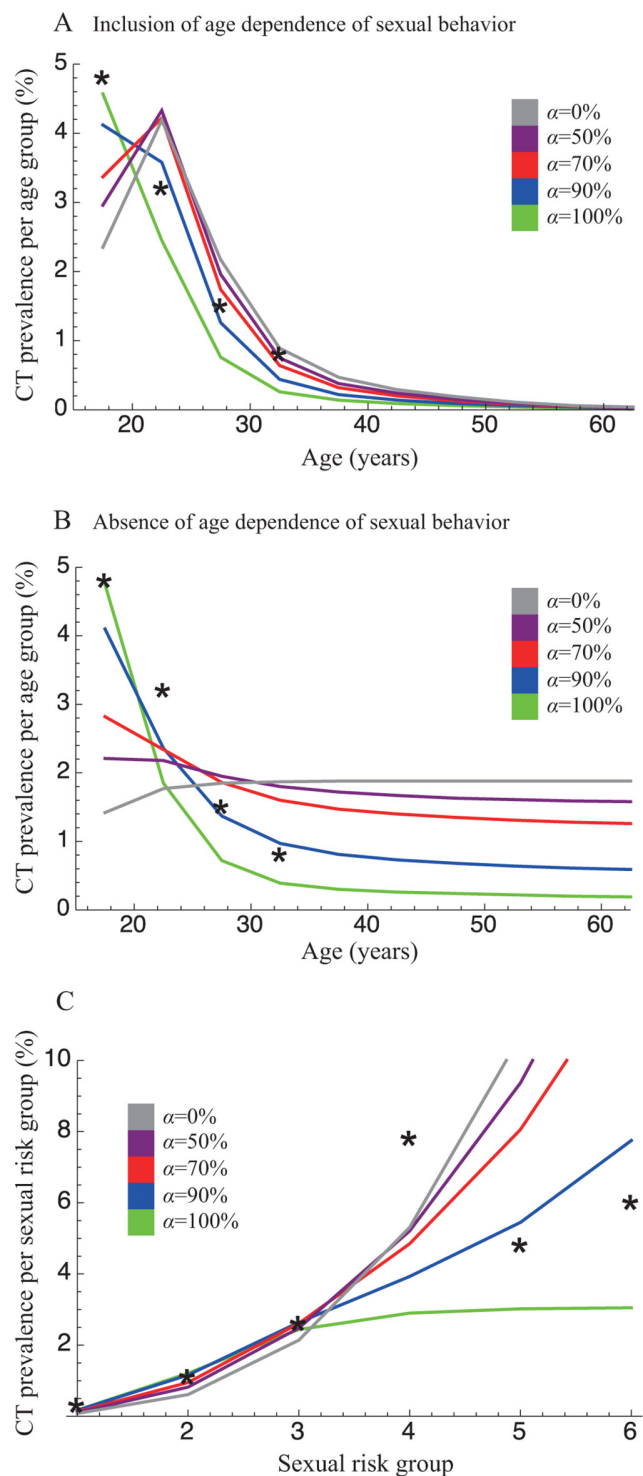 A Inclusion of age dependence of sexual behavior
CT prevalence per age group (%)
5
4
3
2
1
0
α=0%
α=50%
α=70%
α=90%
α=100%
*
*
*
*
20 30 40 50 60
Age (years)
B Absence of age dependence of sexual behavior
CT prevalence per age group (%)
5
4
3
2
1
0
α=0%
α=50%
α=70%
α=90%
α=100%
*
*
*
*
20 30 40 50 60
Age (years)
C
CT prevalence per sexual risk group (%)
10
8
6
4
2
α=0%
α=50%
α=70%
α=90%
α=100%
*
*
*
*
*
*
2 3 4 5 6
Sexual risk group